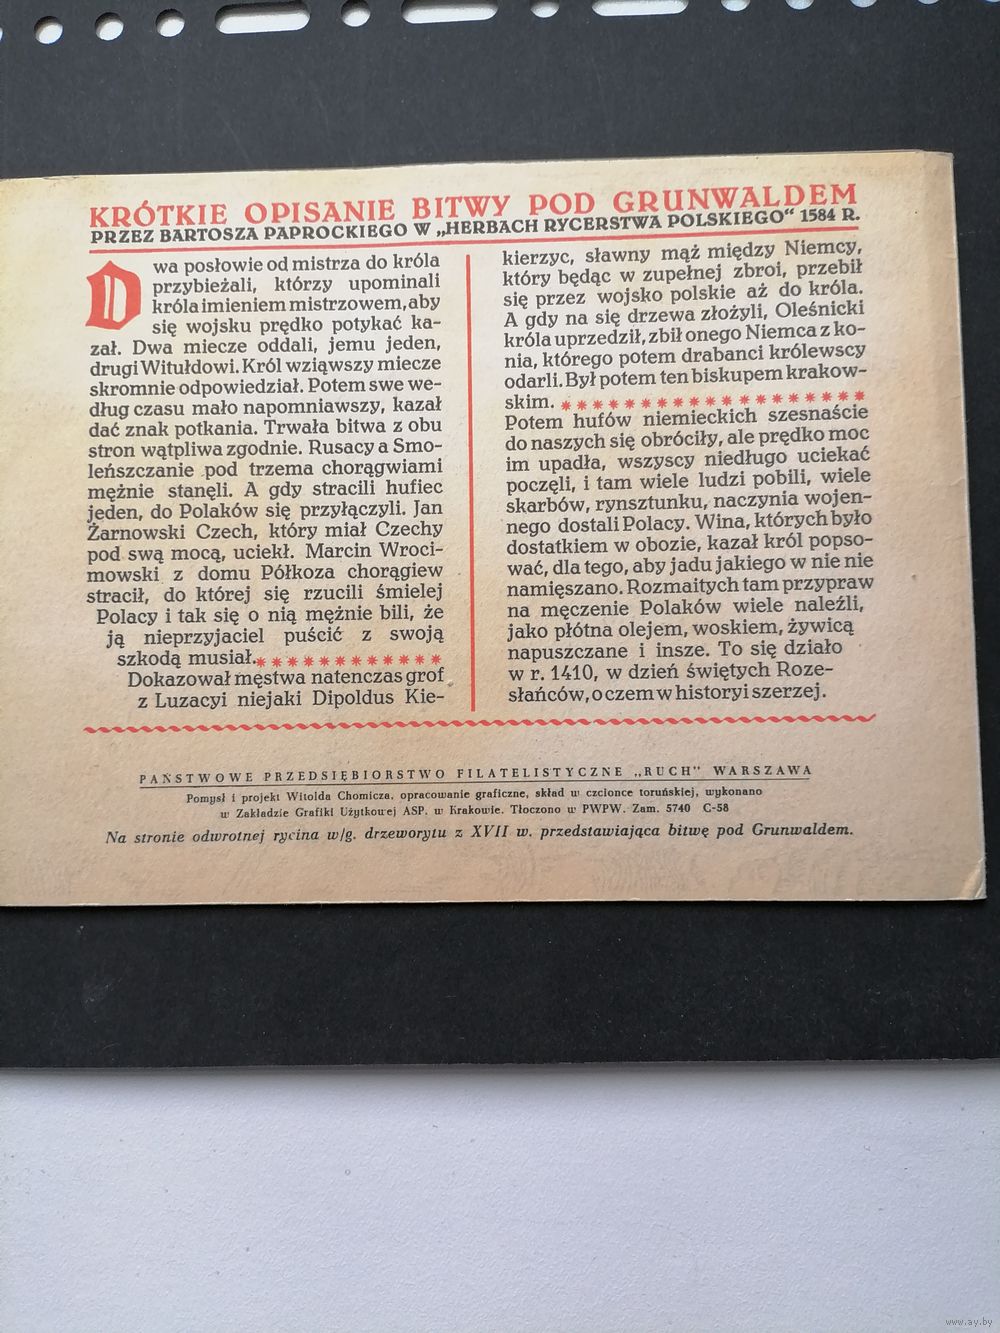 KRÓTKIE OPISANIE BITWY POD GRUNWALDEM
PRZEZ BARTOSZA PAPROCKIEGO W „HERBACH RYCERSTWA POLSKIEGO“ 1584 R.
Dwa posłowie od mistrza do króla
przybieżali, którzy upominali
króla imieniem mistrzowem, aby
się wojsku prędko potykać ka-
zał. Dwa miecze oddali, jemu jeden,
drugi Witułdowi. Król wziąwszy miecze
skromnie odpowiedział. Potem swe we-
dług czasu mało napomniawszy, kazał
dać znak potkania. Trwała bitwa z obu
stron wątpliwa zgodnie. Rusacy a Smo-
leńszczanie pod trzema chorągwiami
mężnie stanęli. A gdy stracili hufiec
jeden, do Polaków się przyłączyli. Jan
Żarnowski Czech, który miał Czechy
pod swą mocą, uciekł. Marcin Wroci-
mowski z domu Półkoza chorągiew
stracił, do której się rzucili śmielej
Polacy i tak się o nią mężnie bili, że
ją nieprzyjaciel puścić z swoją
szkodą musiał.
Dokazował męstwa natenczas grof
z Luzacyi niejaki Dipoldus Kie-
kierzyc, sławny mąż między Niemcy,
który będąc w zupełnej zbroi, przebił
się przez wojsko polskie aż do króla.
A gdy na się drzewa złożyli, Oleśnicki
króla uprzedził, zbił onego Niemca z ko-
nia, którego potem drabanci królewscy
odarli. Był potem ten biskupem krakow-
skim.
Potem hufów niemieckich szesnaście
do naszych się obróciły, ale prędko moc
im upadła, wszyscy niedługo uciekać
poczęli, i tam wiele ludzi pobili, wiele
skarbów, rynsztunku, naczynia wojen-
nego dostali Polacy. Wina, których było
dostatkiem w obozie, kazał król popso-
wać, dla tego, aby jadu jakiego w nie nie
namięszano. Rozmaitych tam przypraw
na męczenie Polaków wiele naleźli,
jako płótna olejem, woskiem, żywicą
napuszczane i insze. To się działo
w r. 1410, w dzień świętych Roze-
słańców, o czem w historyi szerzej.
PAŃSTWOWE PRZEDSIĘBIORSTWO FILATELISTYCZNE „RUCH“ WARSZAWA
Pomysł i projekt Witolda Chomicza, opracowanie graficzne, skład w czcionce toruńskiej, wykonano
w Zakładzie Grafiki Użytkowej ASP. w Krakowie. Tłoczono w PWPW. Zam. 5740 C-58
Na stronie odwrotnej rycina w/g. drzeworytu z XVII w. przedstawiająca bitwę pod Grunwaldem.
www.ay.by